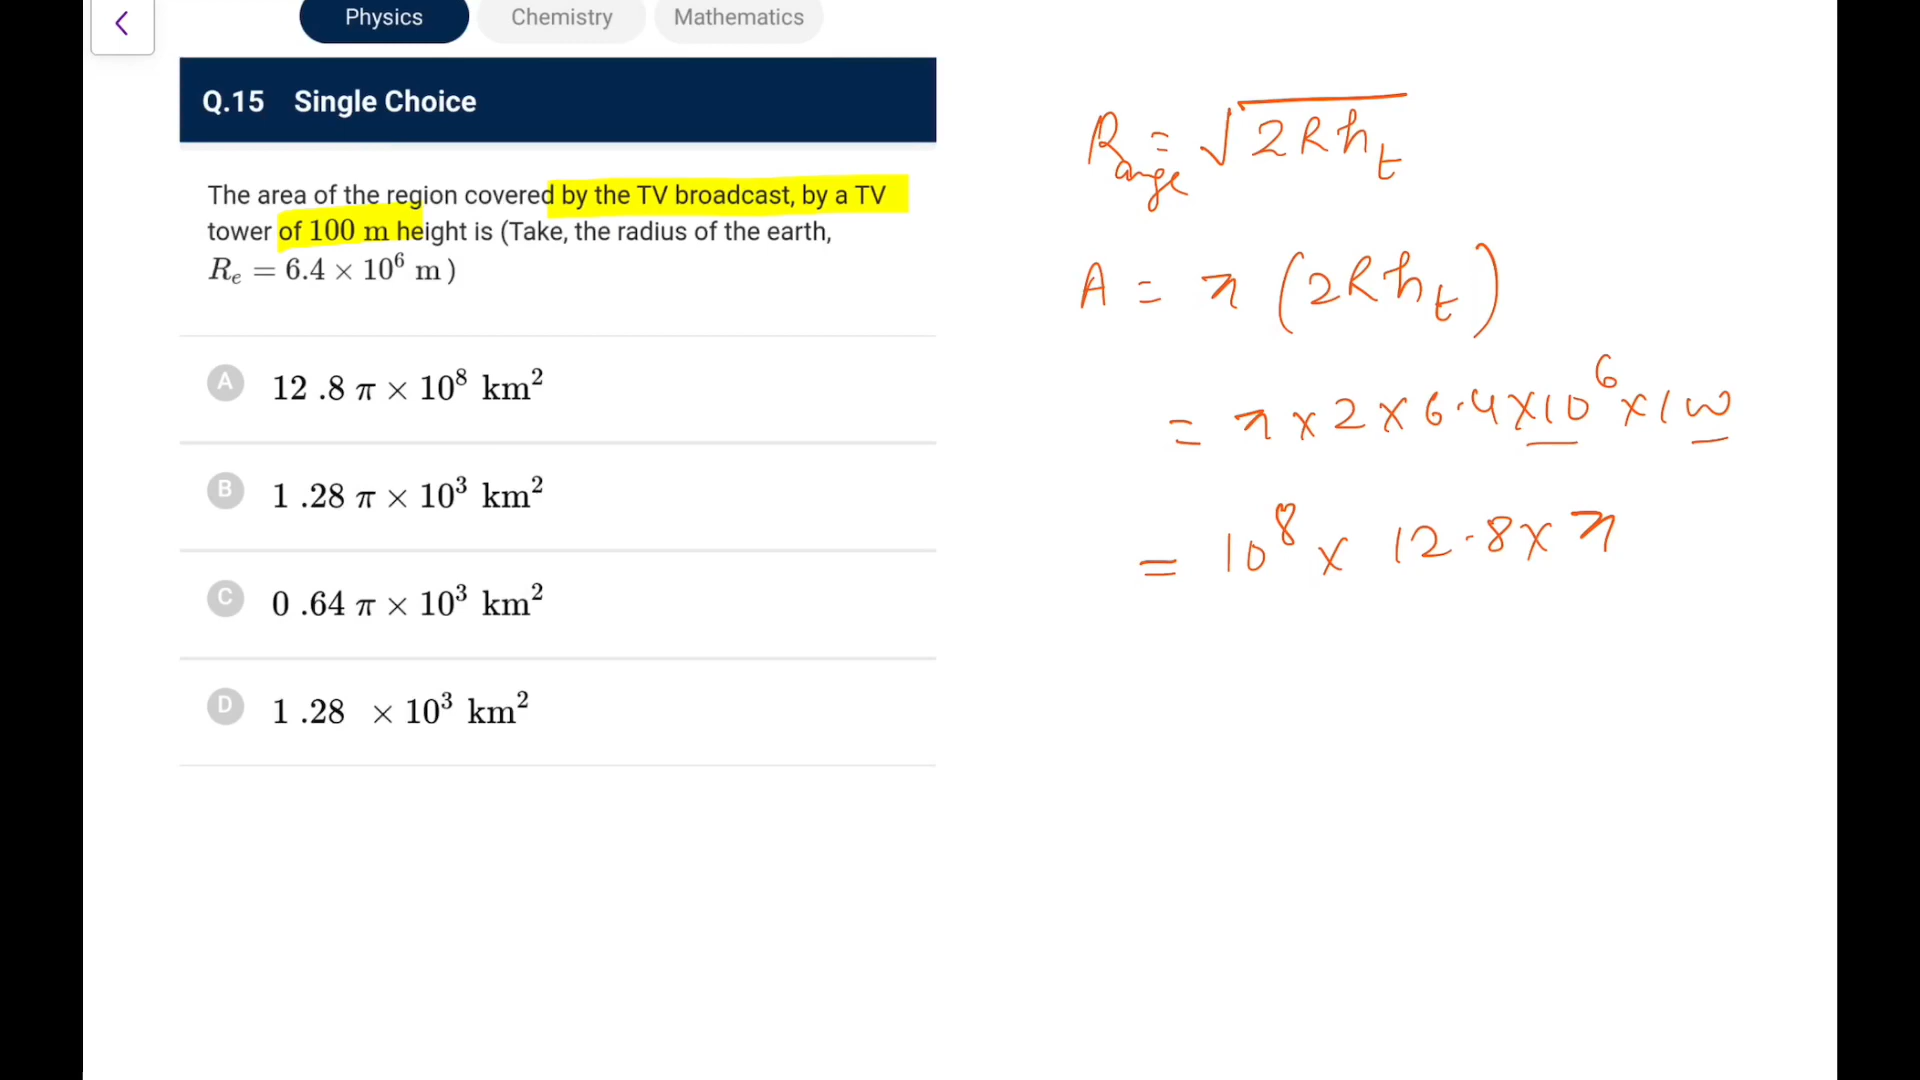 Physics Chemistry Mathematics
Q.15 Single Choice
The area of the region covered by the TV broadcast, by a TV
tower of 100 m height is (Take, the radius of the earth,
Rₑ = 6.4 × 10⁶ m)
A 12 .8 π × 10⁸ km²
B 1 .28 π × 10³ km²
C 0 .64 π × 10³ km²
D 1 .28 × 10³ km²
Range = √2Rhₜ
A = π (2Rhₜ)
= π × 2 × 6.4 × 10⁶ × 100
= 10⁸ × 12.8 × π